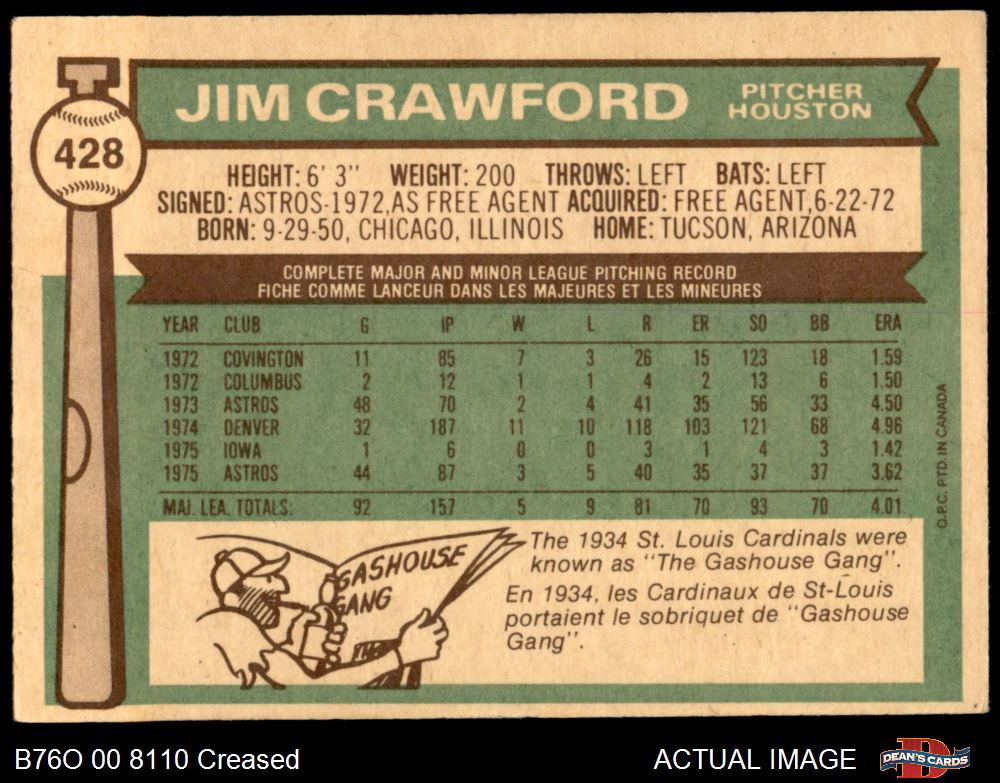 JIM CRAWFORD
PITCHER
HOUSTON
428
HEIGHT: 6' 3" WEIGHT: 200 THROWS: LEFT BATS: LEFT
SIGNED: ASTROS-1972, AS FREE AGENT ACQUIRED: FREE AGENT, 6-22-72
BORN: 9-29-50, CHICAGO, ILLINOIS HOME: TUCSON, ARIZONA
COMPLETE MAJOR AND MINOR LEAGUE PITCHING RECORD
FICHE COMME LANCEUR DANS LES MAJEURES ET LES MINEURES
YEAR CLUB G IP W L R ER SO BB ERA
1972 COVINGTON 11 85 7 3 26 15 123 18 1.59
1972 COLUMBUS 2 12 1 1 4 2 13 6 1.50
1973 ASTROS 48 70 2 4 41 35 56 33 4.50
1974 DENVER 32 187 11 10 118 103 121 68 4.96
1975 IOWA 1 6 0 0 3 1 4 3 1.42
1975 ASTROS 44 87 3 5 40 35 37 37 3.62
MAJ. LEA. TOTALS: 92 157 5 9 81 70 93 70 4.01
O.P.C. PTD. IN CANADA
GASHOUSE
GANG
The 1934 St. Louis Cardinals were
known as "The Gashouse Gang".
En 1934, les Cardinaux de St-Louis
portaient le sobriquet de "Gashouse
Gang".
B76O 00 8110 Creased
ACTUAL IMAGE
D
DEAN'S CARDS